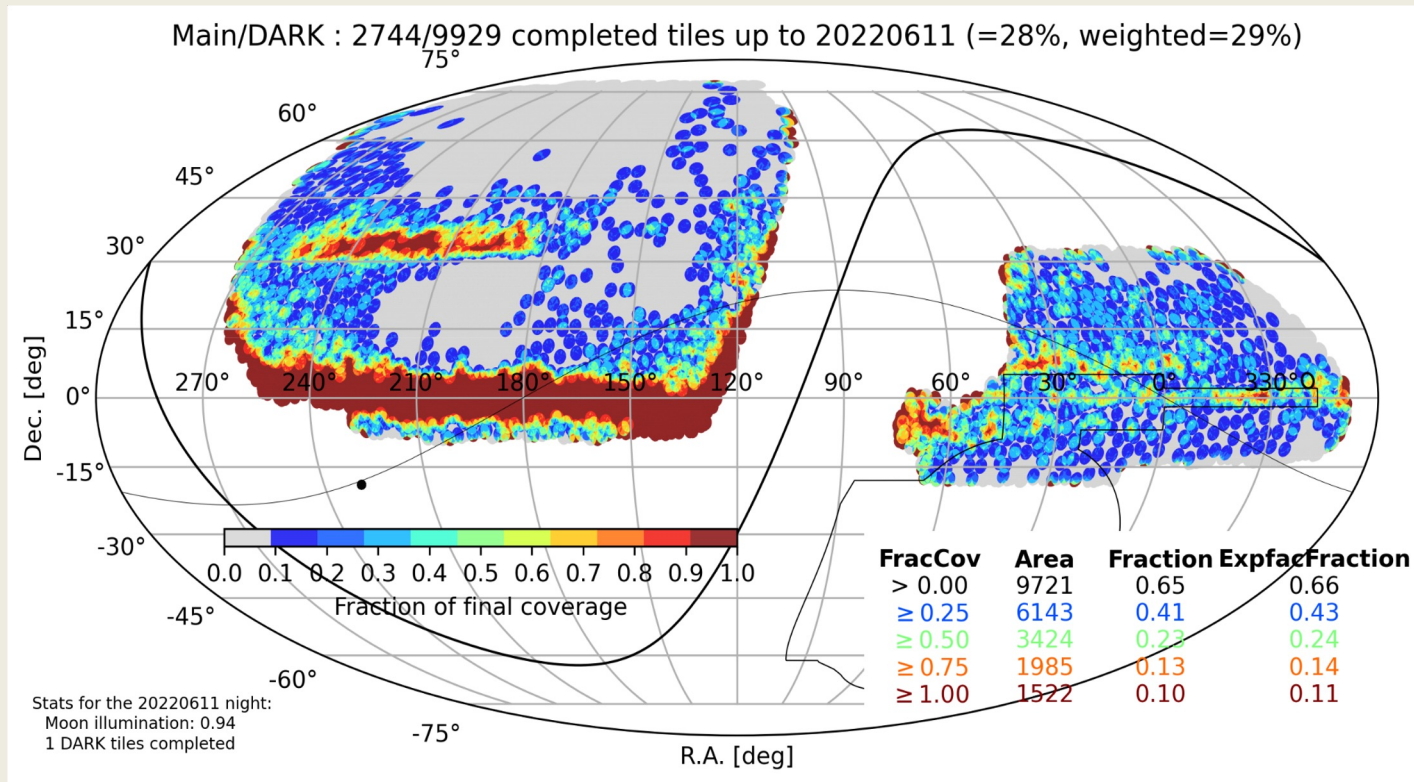 Main/DARK : 2744/9929 completed tiles up to 20220611 (=28%, weighted=29%)
75°
60°
45°
30°
15°
0°
-15°
-30°
-45°
-60°
-75°
Dec. [deg]
270° 240° 210° 180° 150° 120° 90° 60° 30° 0° 330°
0.0 0.1 0.2 0.3 0.4 0.5 0.6 0.7 0.8 0.9 1.0
Fraction of final coverage
FracCov Area Fraction ExpfacFraction
> 0.00 9721 0.65 0.66
≥ 0.25 6143 0.41 0.43
≥ 0.50 3424 0.23 0.24
≥ 0.75 1985 0.13 0.14
≥ 1.00 1522 0.10 0.11
Stats for the 20220611 night:
Moon illumination: 0.94
1 DARK tiles completed
R.A. [deg]